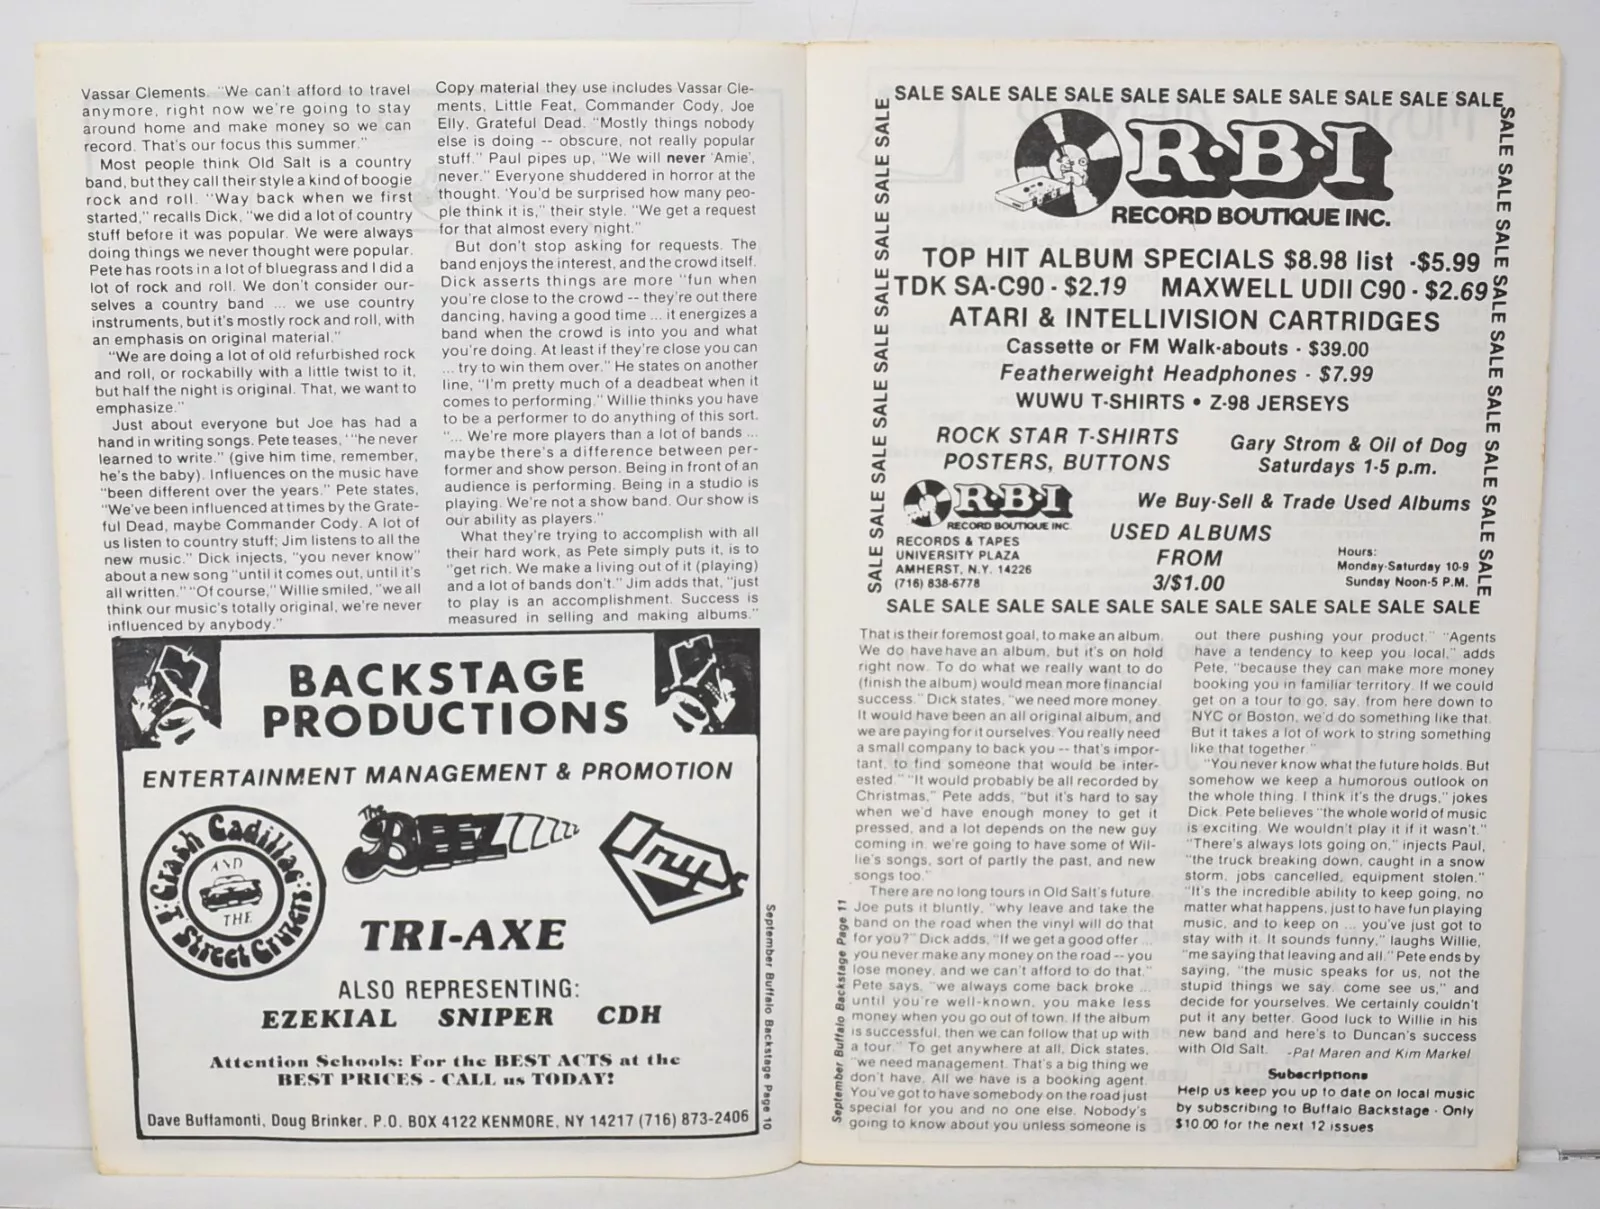 Vassar Clements. "We can't afford to travel
anymore, right now we're going to stay
around home and make money so we can
record. That's our focus this summer."
Most people think Old Salt is a country
band, but they call their style a kind of boogie
rock and roll. "Way back when we first
started," recalls Dick, "we did a lot of country
stuff before it was popular. We were always
doing things we never thought were popular.
Pete has roots in a lot of bluegrass and I did a
lot of rock and roll. We don't consider our-
selves a country band ... we use country
instruments, but it's mostly rock and roll, with
an emphasis on original material."
"We are doing a lot of old refurbished rock
and roll, or rockabilly with a little twist to it,
but half the night is original. That, we want to
emphasize."
Just about everyone but Joe has had a
hand in writing songs. Pete teases, '"he never
learned to write." (give him time, remember,
he's the baby). Influences on the music have
"been different over the years." Pete states,
"We've been influenced at times by the Grate-
ful Dead, maybe Commander Cody. A lot of
us listen to country stuff; Jim listens to all the
new music." Dick injects, "you never know"
about a new song "until it comes out, until it's
all written." "Of course," Willie smiled, "we all
think our music's totally original, we're never
influenced by anybody."
Copy material they use includes Vassar Cle-
ments, Little Feat, Commander Cody, Joe
Elly, Grateful Dead. "Mostly things nobody
else is doing -- obscure, not really popular
stuff." Paul pipes up, "We will never 'Amie',
never." Everyone shuddered in horror at the
thought. 'You'd be surprised how many peo-
ple think it is," their style. "We get a request
for that almost every night."
But don't stop asking for requests. The
band enjoys the interest, and the crowd itself.
Dick asserts things are more "fun when
you're close to the crowd -- they're out there
dancing, having a good time ... it energizes a
band when the crowd is into you and what
you're doing. At least if they're close you can
... try to win them over." He states on another
line, "I'm pretty much of a deadbeat when it
comes to performing." Willie thinks you have
to be a performer to do anything of this sort.
"... We're more players than a lot of bands ...
maybe there's a difference between per-
former and show person. Being in front of an
audience is performing. Being in a studio is
playing. We're not a show band. Our show is
our ability as players."
What they're trying to accomplish with all
their hard work, as Pete simply puts it, is to
"get rich. We make a living out of it (playing)
and a lot of bands don't." Jim adds that, "just
to play is an accomplishment. Success is
measured in selling and making albums."
BACKSTAGE
PRODUCTIONS
ENTERTAINMENT MANAGEMENT & PROMOTION
Crash Cadillac
AND
THE
T Street Cruisers
The
BEEZ
TRI-AXE
ALSO REPRESENTING:
EZEKIAL SNIPER CDH
Attention Schools: For the BEST ACTS at the
BEST PRICES - CALL us TODAY!
Dave Buffamonti, Doug Brinker, P.O. BOX 4122 KENMORE, NY 14217 (716) 873-2406
September Buffalo Backstage Page 10
SALE SALE SALE SALE SALE SALE SALE SALE SALE SALE SALE
SALE SALE SALE SALE SALE SALE SALE SALE SALE
SALE SALE SALE SALE SALE SALE SALE SALE SALE
R·B·I
RECORD BOUTIQUE INC.
TOP HIT ALBUM SPECIALS $8.98 list -$5.99
TDK SA-C90 - $2.19 MAXWELL UDII C90 - $2.69
ATARI & INTELLIVISION CARTRIDGES
Cassette or FM Walk-abouts - $39.00
Featherweight Headphones - $7.99
WUWU T-SHIRTS • Z-98 JERSEYS
ROCK STAR T-SHIRTS
POSTERS, BUTTONS
Gary Strom & Oil of Dog
Saturdays 1-5 p.m.
R·B·I
RECORD BOUTIQUE INC.
RECORDS & TAPES
UNIVERSITY PLAZA
AMHERST, N.Y. 14226
(716) 838-6778
We Buy-Sell & Trade Used Albums
USED ALBUMS
FROM
3/$1.00
Hours:
Monday-Saturday 10-9
Sunday Noon-5 P.M.
SALE SALE SALE SALE SALE SALE SALE SALE SALE SALE SALE
That is their foremost goal, to make an album.
We do have have an album, but it's on hold
right now. To do what we really want to do
(finish the album) would mean more financial
success." Dick states, "we need more money.
It would have been an all original album, and
we are paying for it ourselves. You really need
a small company to back you -- that's impor-
tant, to find someone that would be inter-
ested." "It would probably be all recorded by
Christmas," Pete adds, "but it's hard to say
when we'd have enough money to get it
pressed, and a lot depends on the new guy
coming in, we're going to have some of Wil-
lie's songs, sort of partly the past, and new
songs too."
There are no long tours in Old Salt's future.
Joe puts it bluntly, "why leave and take the
band on the road when the vinyl will do that
for you?" Dick adds, "If we get a good offer ...
you never make any money on the road -- you
lose money, and we can't afford to do that."
Pete says, "we always come back broke ...
until you're well-known, you make less
money when you go out of town. If the album
is successful, then we can follow that up with
a tour." To get anywhere at all, Dick states,
"we need management. That's a big thing we
don't have. All we have is a booking agent.
You've got to have somebody on the road just
special for you and no one else. Nobody's
going to know about you unless someone is
out there pushing your product." "Agents
have a tendency to keep you local," adds
Pete, "because they can make more money
booking you in familiar territory. If we could
get on a tour to go, say, from here down to
NYC or Boston, we'd do something like that.
But it takes a lot of work to string something
like that together."
"You never know what the future holds. But
somehow we keep a humorous outlook on
the whole thing. I think it's the drugs," jokes
Dick. Pete believes "the whole world of music
is exciting. We wouldn't play it if it wasn't."
"There's always lots going on," injects Paul,
"the truck breaking down, caught in a snow
storm, jobs cancelled, equipment stolen."
"It's the incredible ability to keep going, no
matter what happens, just to have fun playing
music, and to keep on ... you've just got to
stay with it. It sounds funny," laughs Willie,
"me saying that leaving and all." Pete ends by
saying, "the music speaks for us, not the
stupid things we say, come see us," and
decide for yourselves. We certainly couldn't
put it any better. Good luck to Willie in his
new band and here's to Duncan's success
with Old Salt. -Pat Maren and Kim Markel
Subscriptions
Help us keep you up to date on local music
by subscribing to Buffalo Backstage - Only
$10.00 for the next 12 issues
September Buffalo Backstage Page 11